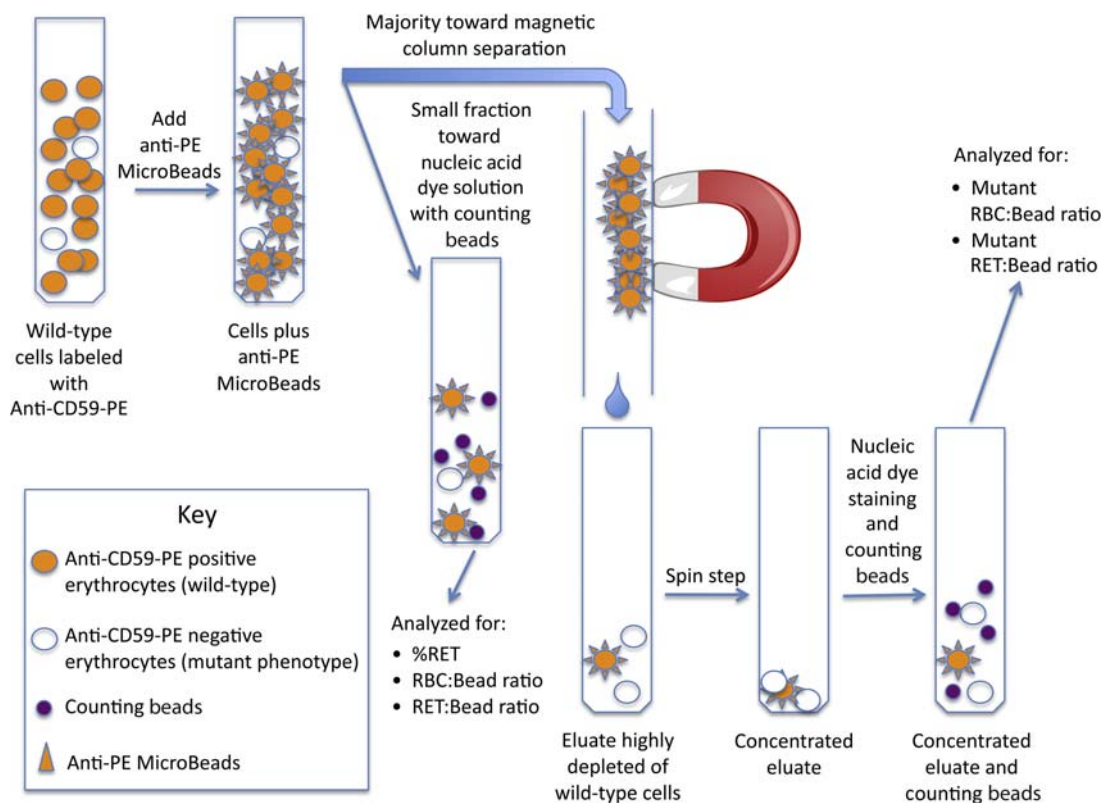 Majority toward magnetic
column separation
Add
anti-PE
MicroBeads
Small fraction
toward
nucleic acid
dye solution
with counting
beads
Analyzed for:
• Mutant
RBC:Bead ratio
• Mutant
RET:Bead ratio
Wild-type
cells labeled
with
Anti-CD59-PE
Cells plus
anti-PE
MicroBeads
Key
Anti-CD59-PE positive
erythrocytes (wild-type)
Anti-CD59-PE negative
erythrocytes (mutant phenotype)
Counting beads
Anti-PE MicroBeads
Analyzed for:
• %RET
• RBC:Bead ratio
• RET:Bead ratio
Spin step
Nucleic
acid dye
staining
and
counting
beads
Eluate highly
depleted of
wild-type cells
Concentrated
eluate
Concentrated
eluate and
counting beads